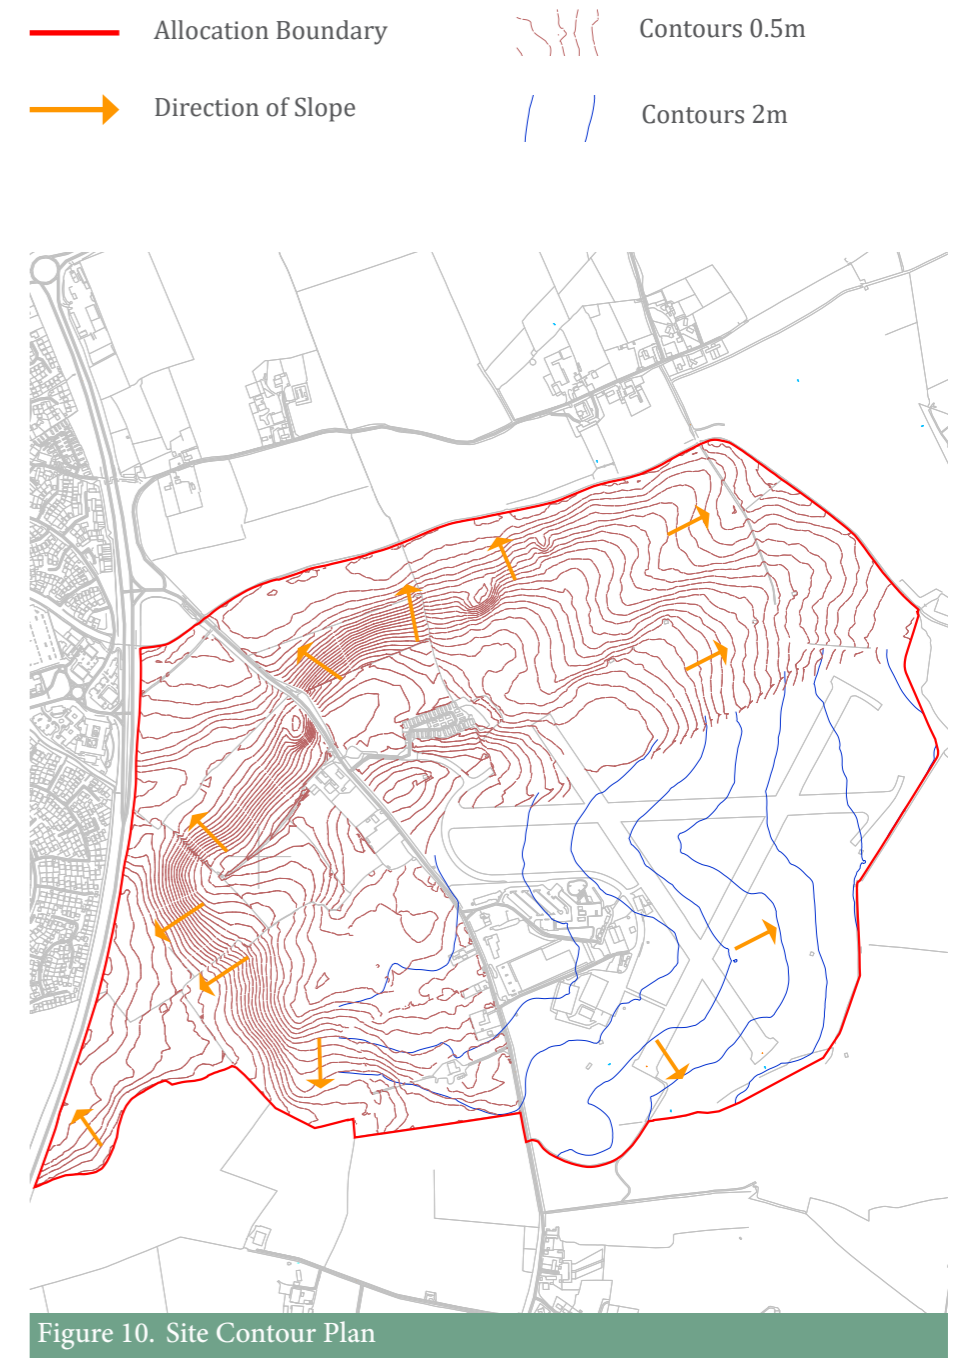 Allocation Boundary
Contours 0.5m
Direction of Slope
Contours 2m
Figure 10. Site Contour Plan